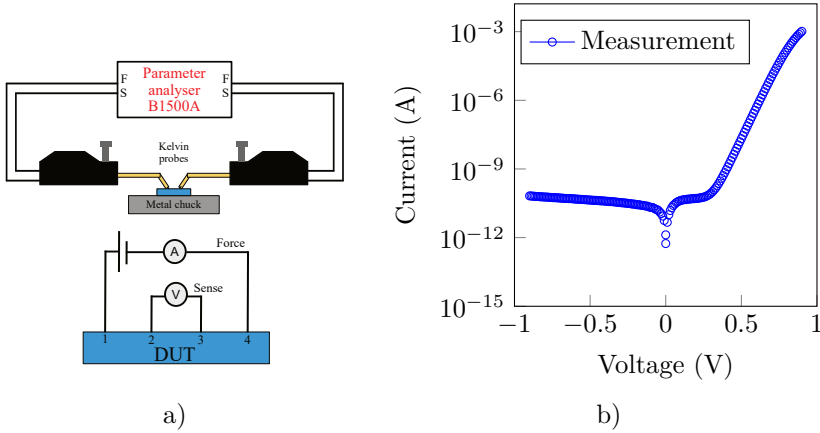 Parameter
analyser
B1500A
F
S
F
S
Kelvin
probes
Metal chuck
A
Force
V
Sense
1
2
3
4
DUT
a)
Measurement
10⁻³
10⁻⁶
10⁻⁹
10⁻¹²
10⁻¹⁵
Current (A)
−1
−0.5
0
0.5
1
Voltage (V)
b)